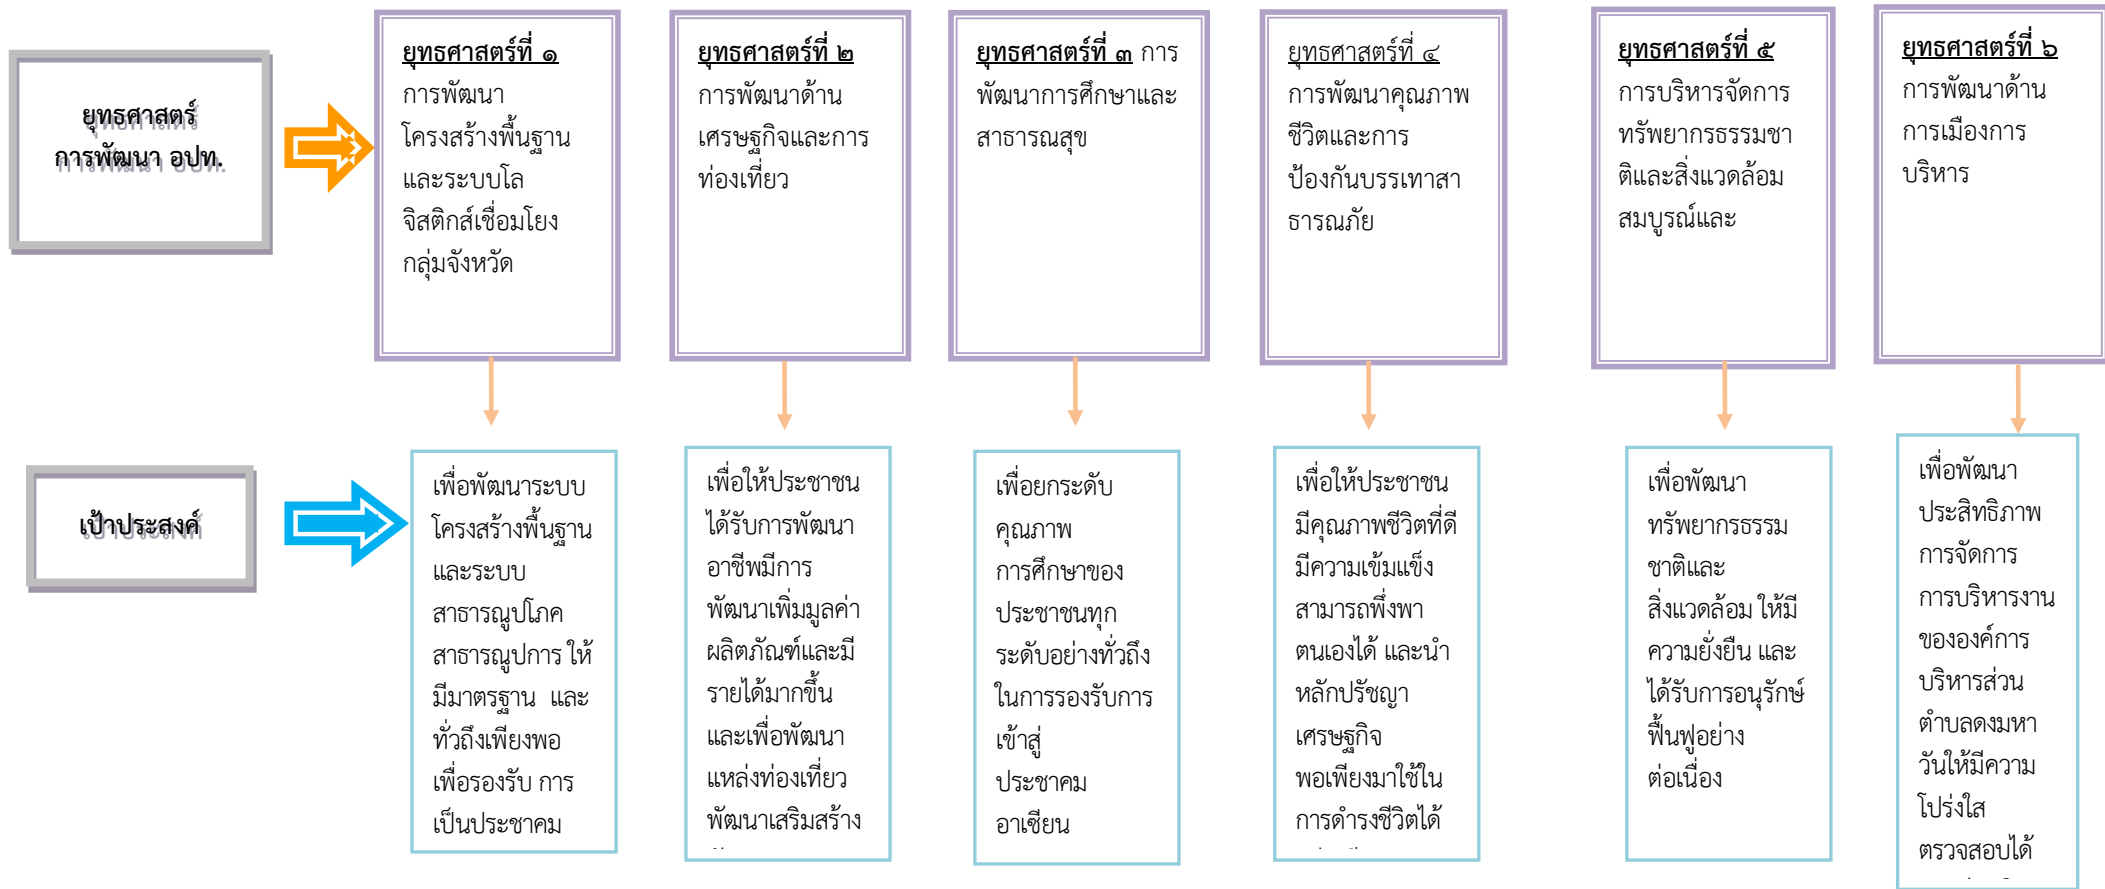 ยุทธศาสตร์
การพัฒนา อปท.
ยุทธศาสตร์ที่ ๑
การพัฒนา
โครงสร้างพื้นฐาน
และระบบโล
จิสติกส์เชื่อมโยง
กลุ่มจังหวัด
ยุทธศาสตร์ที่ ๒
การพัฒนาด้าน
เศรษฐกิจและการ
ท่องเที่ยว
ยุทธศาสตร์ที่ ๓ การ
พัฒนาการศึกษาและ
สาธารณสุข
ยุทธศาสตร์ที่ ๔
การพัฒนาคุณภาพ
ชีวิตและการ
ป้องกันบรรเทาสา
ธารณภัย
ยุทธศาสตร์ที่ ๕
การบริหารจัดการ
ทรัพยากรธรรมชา
ติและสิ่งแวดล้อม
สมบูรณ์และ
ยุทธศาสตร์ที่ ๖
การพัฒนาด้าน
การเมืองการ
บริหาร
เป้าประสงค์
เพื่อพัฒนาระบบ
โครงสร้างพื้นฐาน
และระบบ
สาธารณูปโภค
สาธารณูปการ ให้
มีมาตรฐาน และ
ทั่วถึงเพียงพอ
เพื่อรองรับ การ
เป็นประชาคม
เพื่อให้ประชาชน
ได้รับการพัฒนา
อาชีพมีการ
พัฒนาเพิ่มมูลค่า
ผลิตภัณฑ์และมี
รายได้มากขึ้น
และเพื่อพัฒนา
แหล่งท่องเที่ยว
พัฒนาเสริมสร้าง
เพื่อยกระดับ
คุณภาพ
การศึกษาของ
ประชาชนทุก
ระดับอย่างทั่วถึง
ในการรองรับการ
เข้าสู่
ประชาคม
อาเซียน
เพื่อให้ประชาชน
มีคุณภาพชีวิตที่ดี
มีความเข้มแข็ง
สามารถพึ่งพา
ตนเองได้ และนำ
หลักปรัชญา
เศรษฐกิจ
พอเพียงมาใช้ใน
การดำรงชีวิตได้
เพื่อพัฒนา
ทรัพยากรธรรม
ชาติและ
สิ่งแวดล้อม ให้มี
ความยั่งยืน และ
ได้รับการอนุรักษ์
ฟื้นฟูอย่าง
ต่อเนื่อง
เพื่อพัฒนา
ประสิทธิภาพ
การจัดการ
การบริหารงาน
ขององค์การ
บริหารส่วน
ตำบลดงมหา
วันให้มีความ
โปร่งใส
ตรวจสอบได้